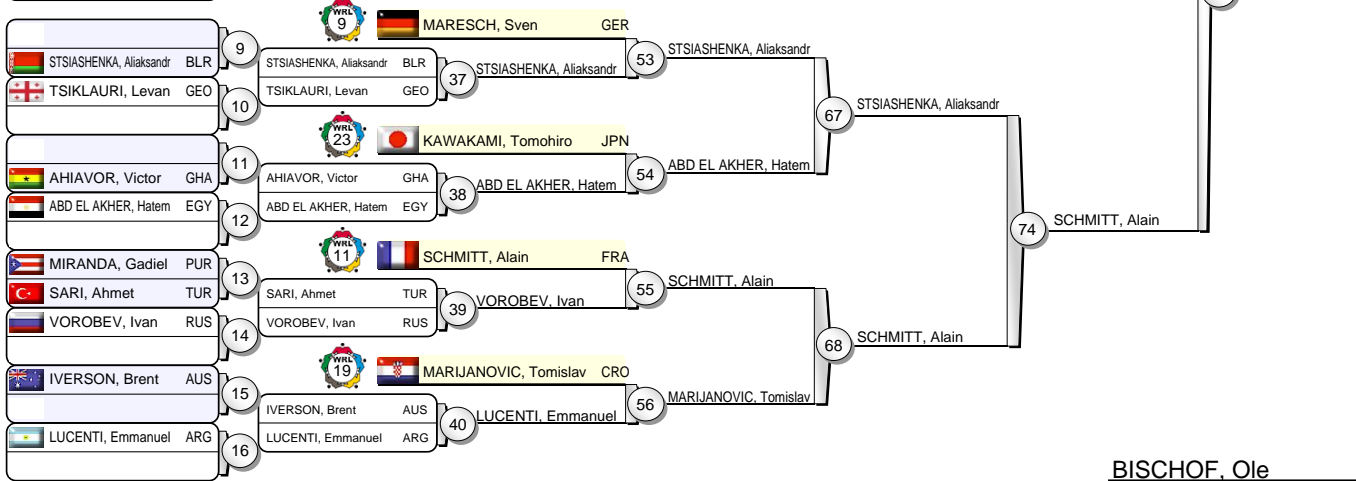 WRL
9
MARESCH, Sven GER
9
STSIASHENKA, Aliaksandr BLR
STSIASHENKA, Aliaksandr BLR
37
STSIASHENKA, Aliaksandr
53
STSIASHENKA, Aliaksandr
TSIKLAURI, Levan GEO
10
TSIKLAURI, Levan GEO
67
STSIASHENKA, Aliaksandr
WRL
23
KAWAKAMI, Tomohiro JPN
11
AHIAVOR, Victor GHA
AHIAVOR, Victor GHA
38
ABD EL AKHER, Hatem
54
ABD EL AKHER, Hatem
ABD EL AKHER, Hatem EGY
12
ABD EL AKHER, Hatem EGY
74
SCHMITT, Alain
WRL
11
SCHMITT, Alain FRA
MIRANDA, Gadiel PUR
13
SARI, Ahmet TUR
SARI, Ahmet TUR
39
VOROBEV, Ivan
55
SCHMITT, Alain
VOROBEV, Ivan RUS
14
VOROBEV, Ivan RUS
68
SCHMITT, Alain
WRL
19
MARIJANOVIC, Tomislav CRO
IVERSON, Brent AUS
15
IVERSON, Brent AUS
40
LUCENTI, Emmanuel
56
MARIJANOVIC, Tomislav
LUCENTI, Emmanuel ARG
16
LUCENTI, Emmanuel ARG
BISCHOF, Ole